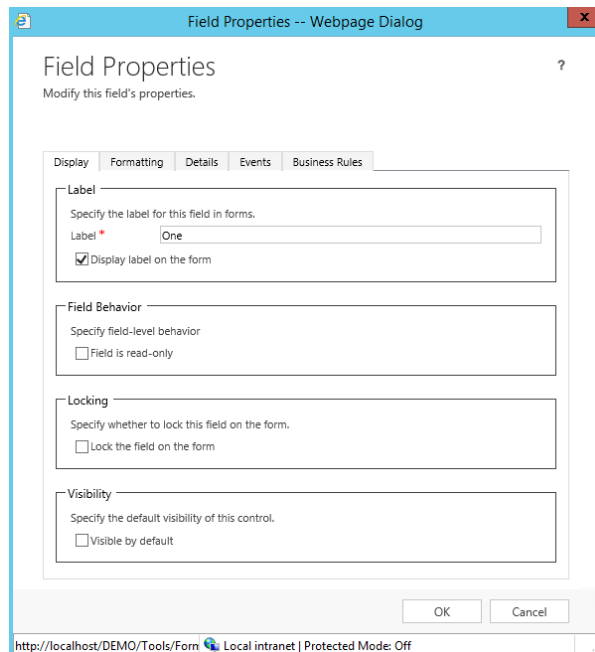 Field Properties -- Webpage Dialog
x
Field Properties
?
Modify this field's properties.
Display Formatting Details Events Business Rules
Label
Specify the label for this field in forms.
Label * One
Display label on the form
Field Behavior
Specify field-level behavior
Field is read-only
Locking
Specify whether to lock this field on the form.
Lock the field on the form
Visibility
Specify the default visibility of this control.
Visible by default
OK Cancel
http://localhost/DEMO/Tools/Forn Local intranet | Protected Mode: Off